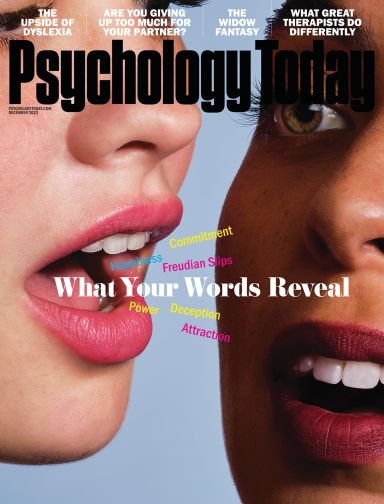 THE
UPSIDE OF
DYSLEXIA
ARE YOU GIVING
UP TOO MUCH FOR
YOUR PARTNER?
THE
WIDOW
FANTASY
WHAT GREAT
THERAPISTS DO
DIFFERENTLY
Psychology Today
PSYCHOLOGYTODAY.COM
DECEMBER 2022
Commitment
Happiness
Freudian Slips
What Your Words Reveal
Power
Deception
Attraction